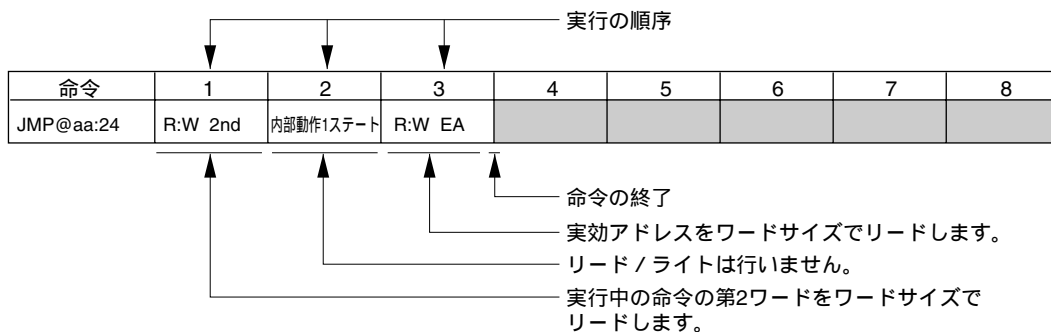 実行の順序
命令 1 2 3 4 5 6 7 8
JMP@aa:24 R:W 2nd 内部動作1ステート R:W EA
命令の終了
実効アドレスをワードサイズでリードします。
リード / ライトは行いません。
実行中の命令の第2ワードをワードサイズで
リードします。